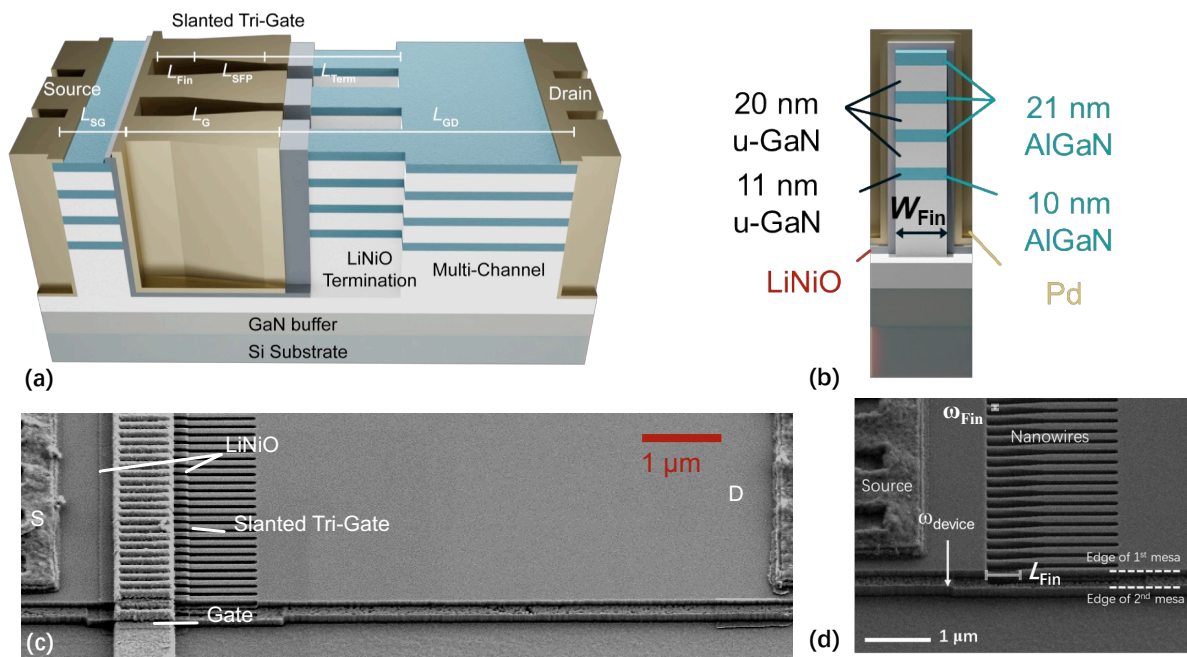 Slanted Tri-Gate
L_Fin
L_SFP
L_Term
Source
Drain
L_SG
L_G
L_GD
LiNiO
Termination
Multi-Channel
GaN buffer
Si Substrate
(a)
20 nm
u-GaN
21 nm
AlGaN
11 nm
u-GaN
10 nm
AlGaN
W_Fin
LiNiO
Pd
(b)
LiNiO
1 µm
S
D
Slanted Tri-Gate
Gate
(c)
ω_Fin
Nanowires
Source
ω_device
Edge of 1st mesa
L_Fin
Edge of 2nd mesa
1 µm
(d)